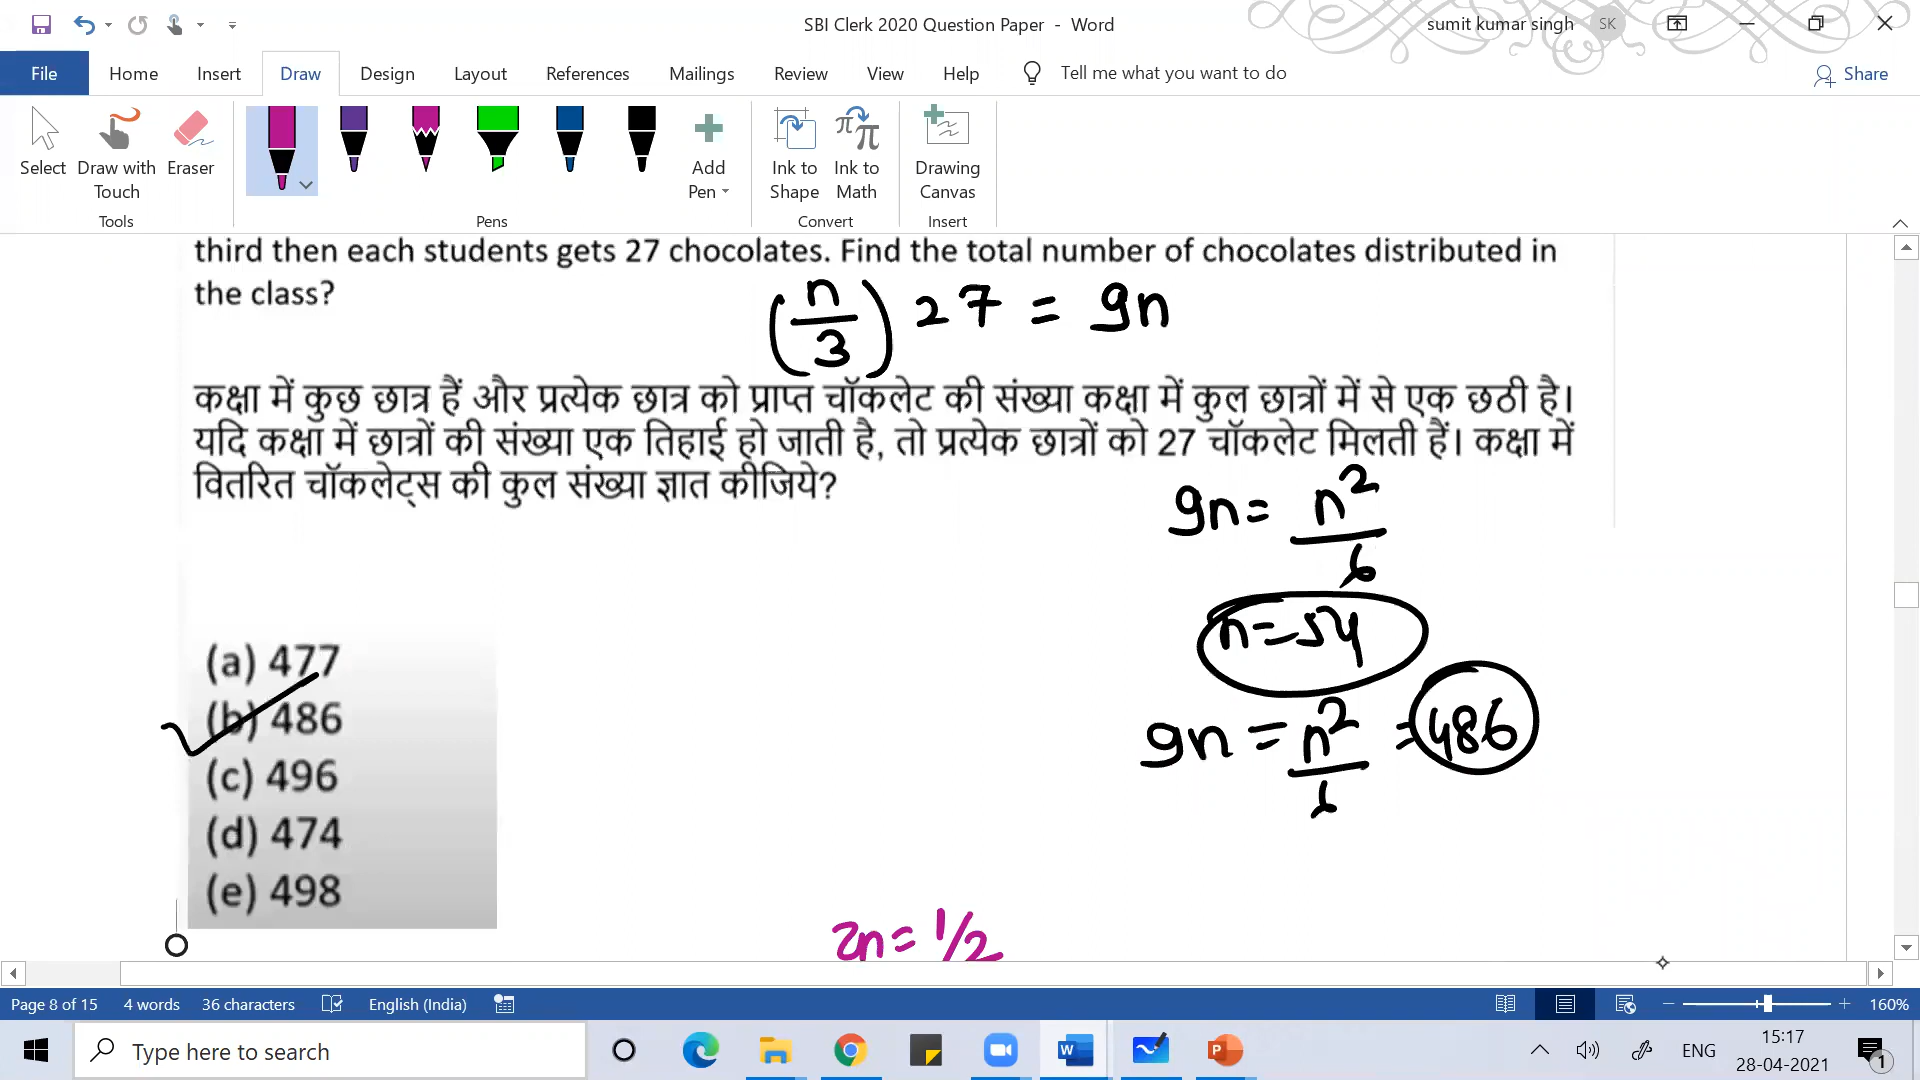 SBI Clerk 2020 Question Paper - Word
sumit kumar singh
SK
File
Home
Insert
Draw
Design
Layout
References
Mailings
Review
View
Help
Tell me what you want to do
Share
Select
Draw with Touch
Eraser
Add Pen
Ink to Shape
Ink to Math
Drawing Canvas
Tools
Pens
Convert
Insert
third then each students gets 27 chocolates. Find the total number of chocolates distributed in
the class?
(n/3) 27 = 9n
कक्षा में कुछ छात्र हैं और प्रत्येक छात्र को प्राप्त चॉकलेट की संख्या कक्षा में कुल छात्रों में से एक छठी है।
यदि कक्षा में छात्रों की संख्या एक तिहाई हो जाती है, तो प्रत्येक छात्रों को 27 चॉकलेट मिलती हैं। कक्षा में
वितरित चॉकलेट्स की कुल संख्या ज्ञात कीजिये?
9n = n²/6
n = 54
9n = n²/6 = 486
(a) 477
(b) 486
(c) 496
(d) 474
(e) 498
2n = 1/2
Page 8 of 15
4 words
36 characters
English (India)
160%
Type here to search
ENG
15:17
28-04-2021
1